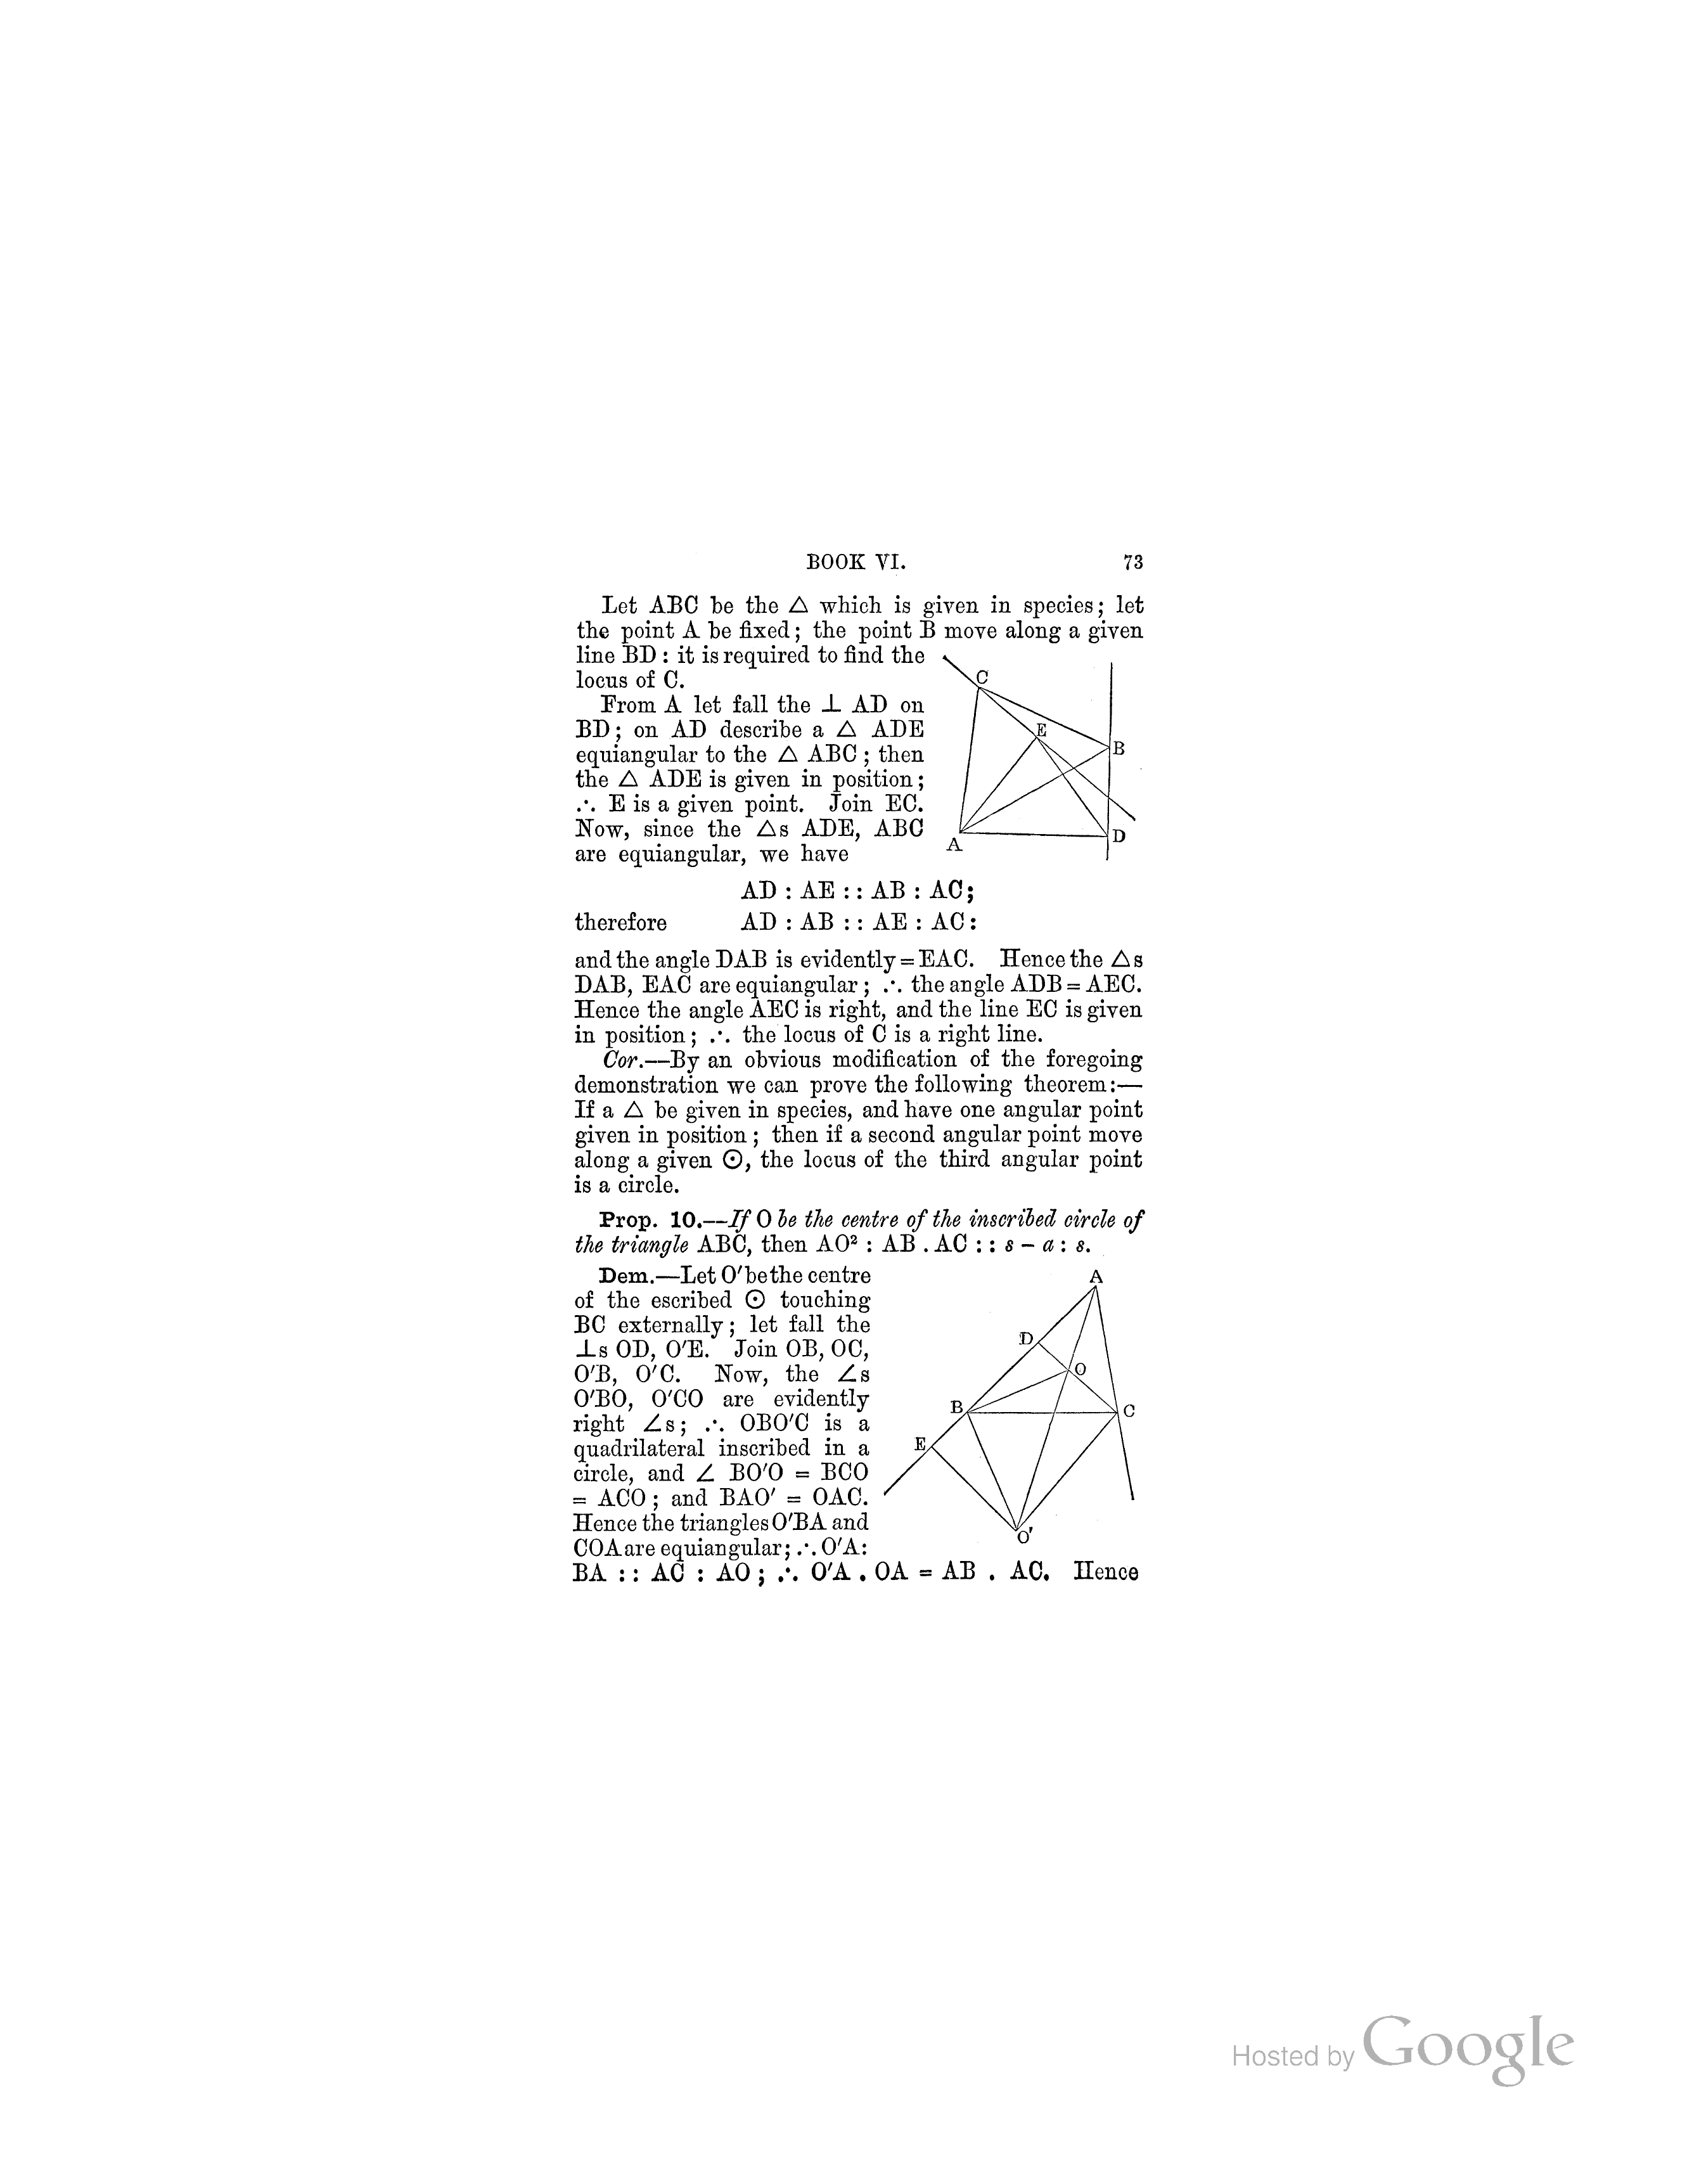 BOOK VI. 73
Let ABC be the △ which is given in species; let
the point A be fixed; the point B move along a given
line BD: it is required to find the
locus of C.
From A let fall the ⊥ AD on
BD; on AD describe a △ ADE
equiangular to the △ ABC; then
the △ ADE is given in position;
∴ E is a given point. Join EC.
Now, since the △s ADE, ABC
are equiangular, we have
C
E
B
A
D
AD : AE :: AB : AC;
therefore AD : AB :: AE : AC:
and the angle DAB is evidently = EAC. Hence the △s
DAB, EAC are equiangular; ∴ the angle ADB = AEC.
Hence the angle AEC is right, and the line EC is given
in position; ∴ the locus of C is a right line.
Cor.—By an obvious modification of the foregoing
demonstration we can prove the following theorem:—
If a △ be given in species, and have one angular point
given in position; then if a second angular point move
along a given ⊙, the locus of the third angular point
is a circle.
Prop. 10.—If O be the centre of the inscribed circle of
the triangle ABC, then AO² : AB . AC :: s – a : s.
Dem.—Let O′ be the centre
of the escribed ⊙ touching
BC externally; let fall the
⊥s OD, O′E. Join OB, OC,
O′B, O′C. Now, the ∠s
O′BO, O′CO are evidently
right ∠s; ∴ OBO′C is a
quadrilateral inscribed in a
circle, and ∠ BO′O = BCO
= ACO; and BAO′ = OAC.
Hence the triangles O′BA and
COA are equiangular; ∴ O′A:
BA :: AC : AO; ∴ O′A . OA = AB . AC. Hence
A
D
O
B
C
E
O′
Hosted by Google